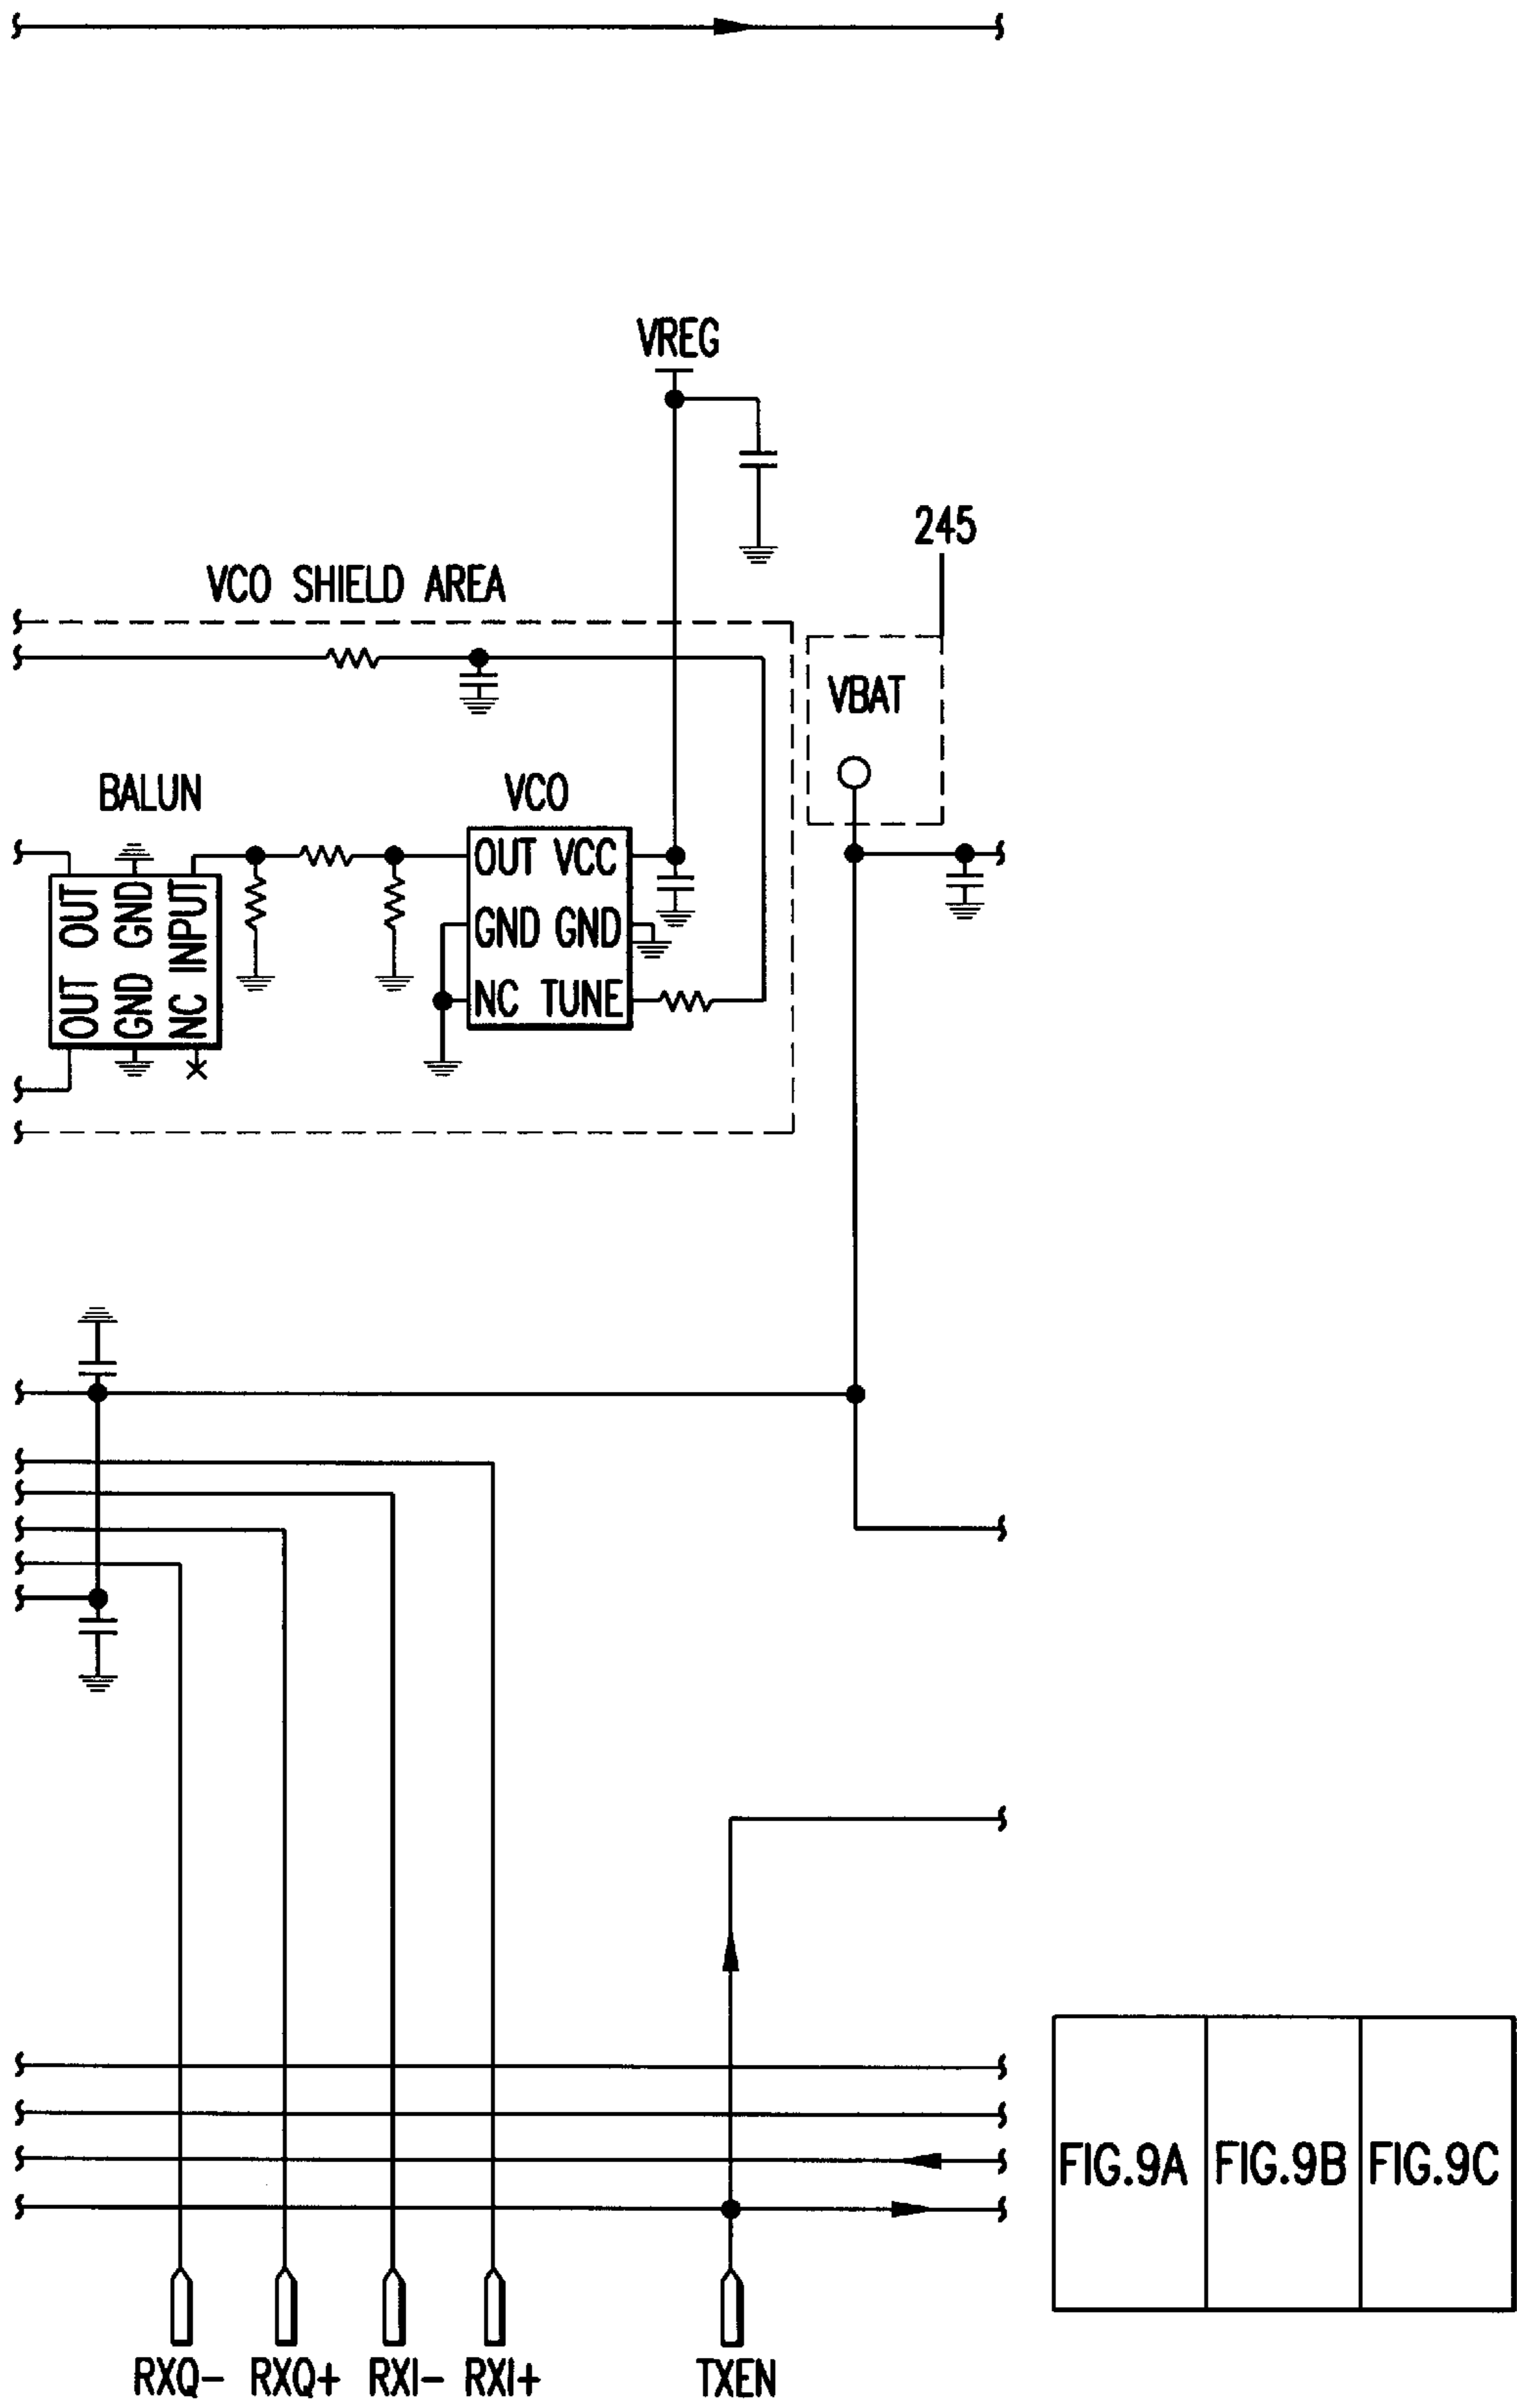 VREG
245
VCO SHIELD AREA
VBAT
BALUN
VCO
OUT VCC
GND GND
NC TUNE
OUT OUT
GND GND
NC INPUT
FIG.9A FIG.9B FIG.9C
RXQ- RXQ+ RXI- RXI+ TXEN